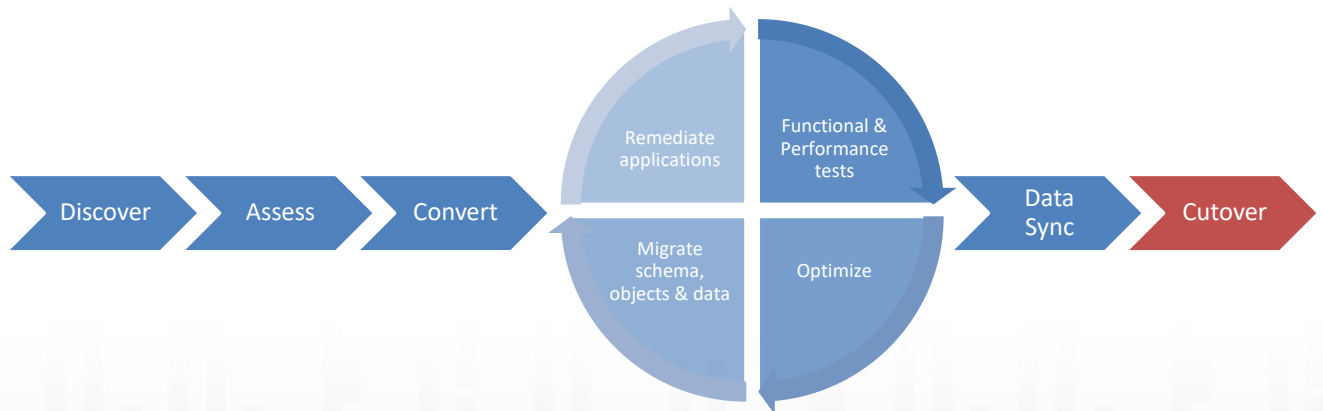 Discover
Assess
Convert
Remediate
applications
Functional &
Performance
tests
Migrate
schema,
objects & data
Optimize
Data
Sync
Cutover